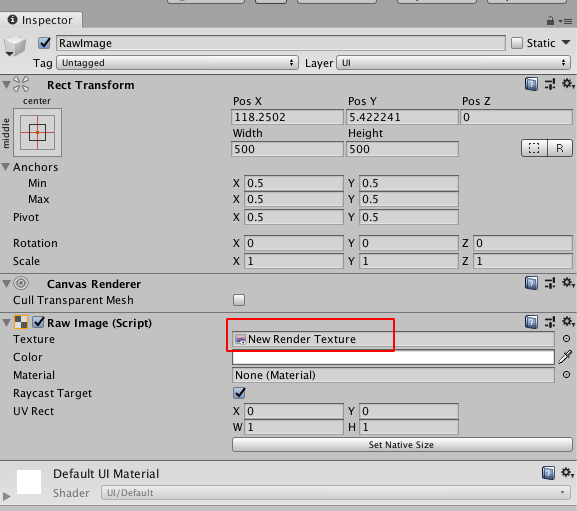 Inspector
RawImage
Static
Tag Untagged Layer UI
Rect Transform
center
middle
Pos X Pos Y Pos Z
118.2502 5.422241 0
Width Height
500 500
R
Anchors
Min X 0.5 Y 0.5
Max X 0.5 Y 0.5
Pivot X 0.5 Y 0.5
Rotation X 0 Y 0 Z 0
Scale X 1 Y 1 Z 1
Canvas Renderer
Cull Transparent Mesh
Raw Image (Script)
Texture New Render Texture
Color
Material None (Material)
Raycast Target
UV Rect X 0 Y 0
W 1 H 1
Set Native Size
Default UI Material
Shader UI/Default